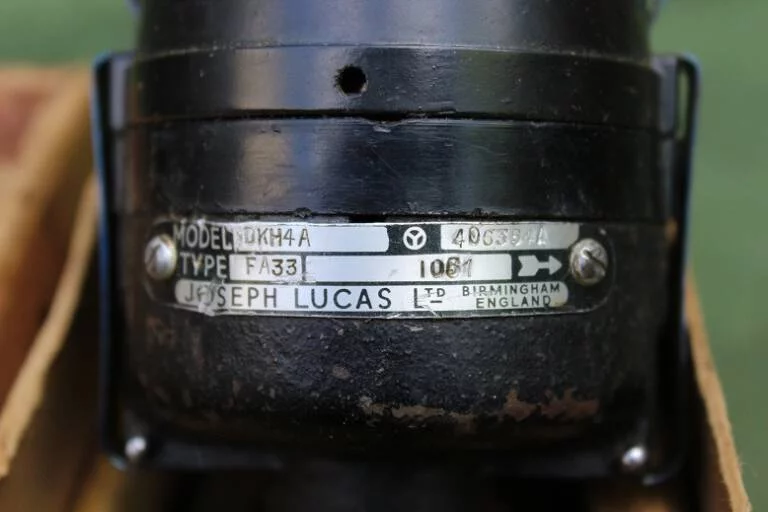 MODEL DKH4A
TYPE FA33
JOSEPH LUCAS LTD BIRMINGHAM ENGLAND